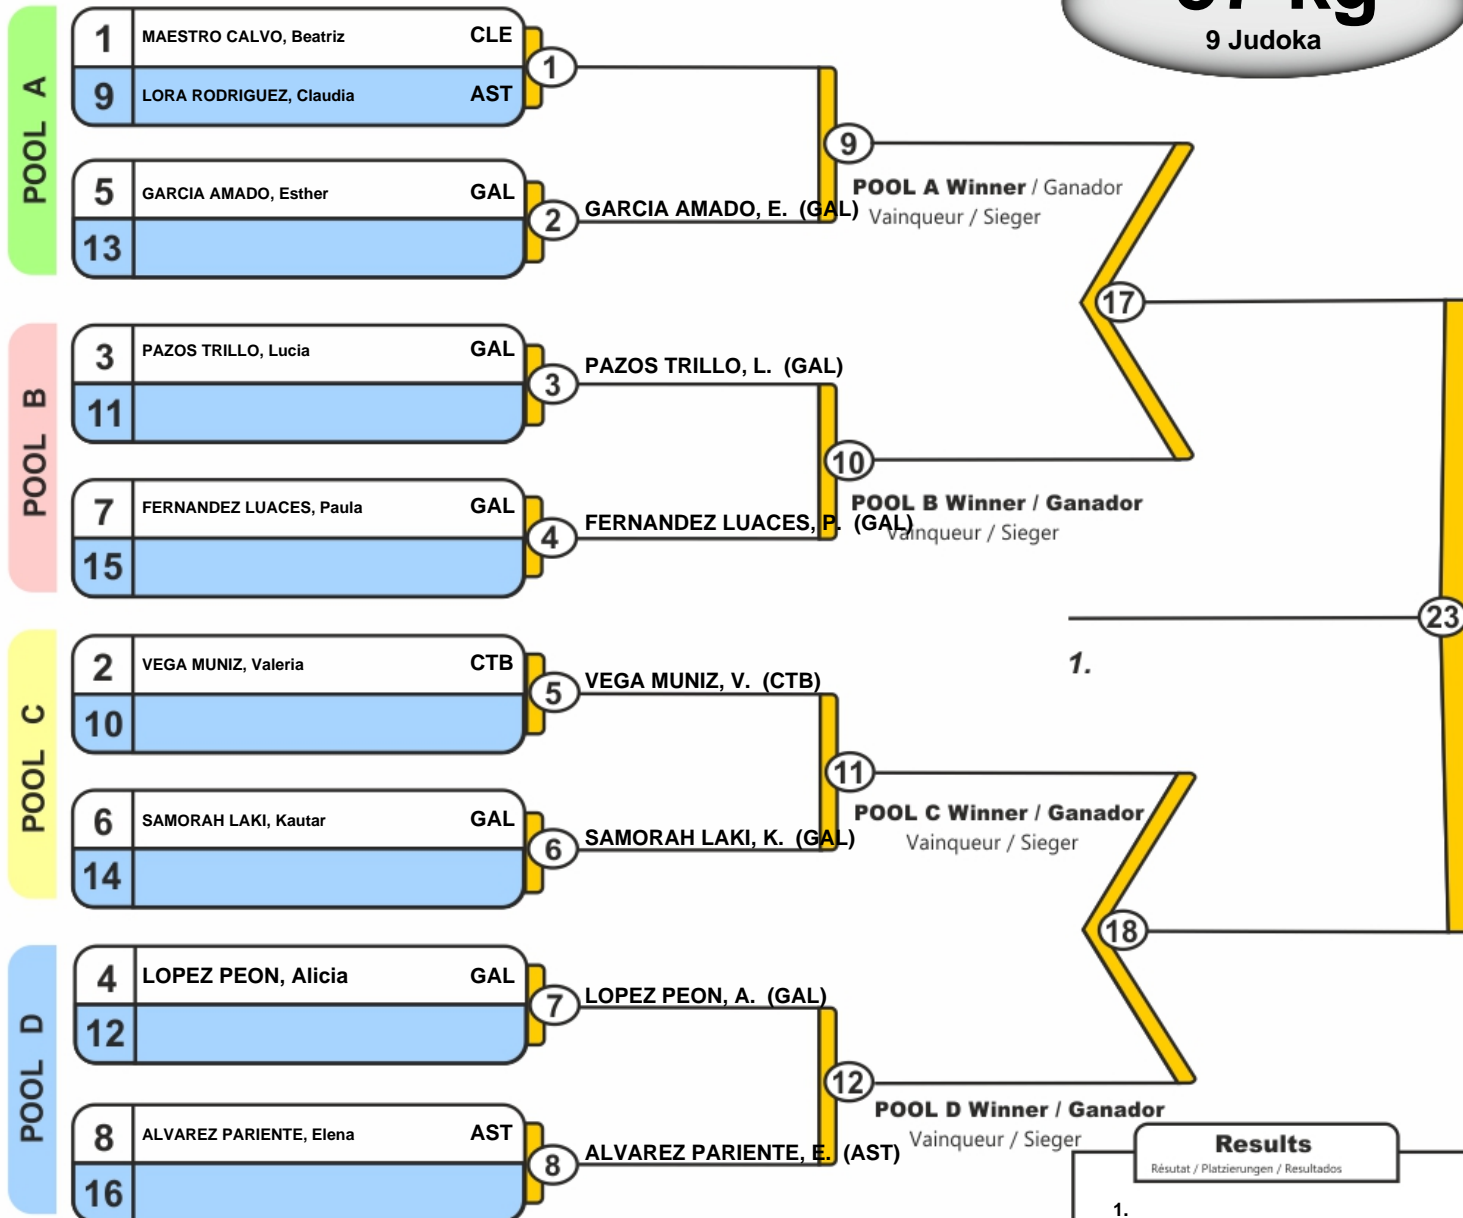 kg
9 Judoka
POOL A
1 MAESTRO CALVO, Beatriz CLE
9 LORA RODRIGUEZ, Claudia AST
1
5 GARCIA AMADO, Esther GAL
13
2
GARCIA AMADO, E. (GAL)
9
POOL A Winner / Ganador
Vainqueur / Sieger
17
POOL B
3 PAZOS TRILLO, Lucia GAL
11
3
PAZOS TRILLO, L. (GAL)
7 FERNANDEZ LUACES, Paula GAL
15
4
FERNANDEZ LUACES, P. (GAL)
10
POOL B Winner / Ganador
Vainqueur / Sieger
23
1.
POOL C
2 VEGA MUNIZ, Valeria CTB
10
5
VEGA MUNIZ, V. (CTB)
6 SAMORAH LAKI, Kautar GAL
14
6
SAMORAH LAKI, K. (GAL)
11
POOL C Winner / Ganador
Vainqueur / Sieger
18
POOL D
4 LOPEZ PEON, Alicia GAL
12
7
LOPEZ PEON, A. (GAL)
8 ALVAREZ PARIENTE, Elena AST
16
8
ALVAREZ PARIENTE, E. (AST)
12
POOL D Winner / Ganador
Vainqueur / Sieger
Results
Résutat / Platzierungen / Resultados
1.